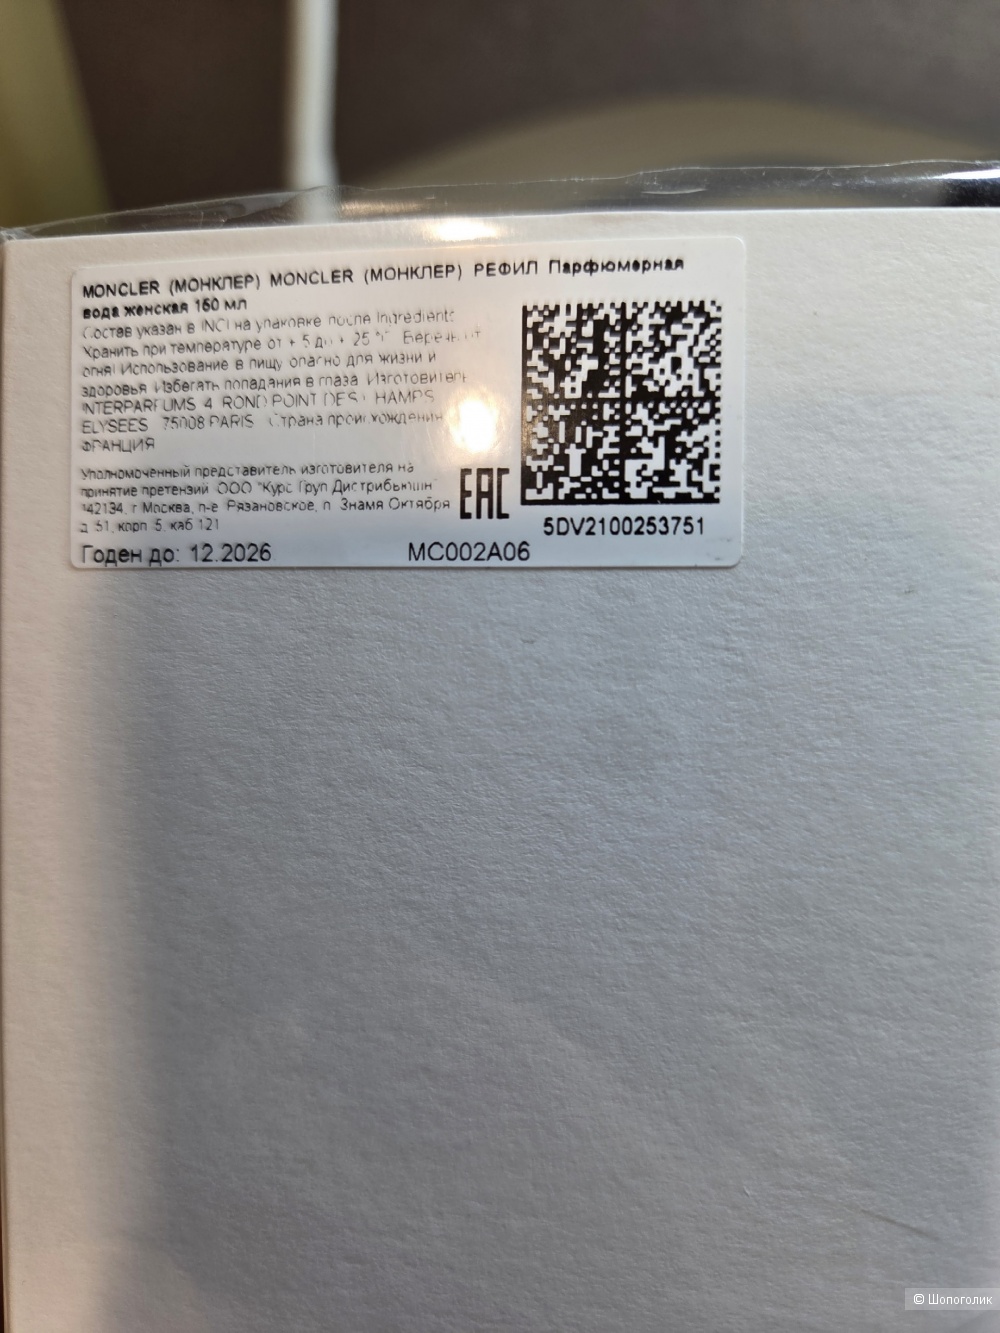 MONCLER (МОНКЛЕР) MONCLER (МОНКЛЕР) РЕФИЛ Парфюмерная
вода женская 150 мл
Состав указан в INCI на упаковке после Ingredients
Хранить при температуре от + 5 до + 25 °C Беречь от
огня! Использование в пищу опасно для жизни и
здоровья Избегать попадания в глаза Изготовитель
INTERPARFUMS 4 ROND POINT DES CHAMPS
ELYSEES 75008 PARIS Страна происхождения
ФРАНЦИЯ
Уполномоченный представитель изготовителя на
принятие претензий ООО "Курс Груп Дистрибьюшн"
142134, г Москва, п-е Рязановское, п Знамя Октября
д 51, корп 5, каб 121
Годен до: 12.2026
MC002A06
EAC
5DV2100253751
© Шопоголик